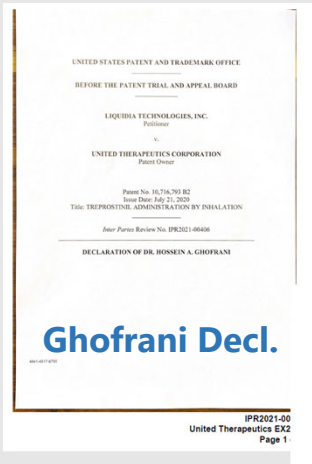 UNITED STATES PATENT AND TRADEMARK OFFICE
BEFORE THE PATENT TRIAL AND APPEAL BOARD
LIQUIDIA TECHNOLOGIES, INC.
Petitioner
v.
UNITED THERAPEUTICS CORPORATION
Patent Owner
Patent No. 10,716,793 B2
Issue Date: July 21, 2020
Title: TREPROSTINIL ADMINISTRATION BY INHALATION
Inter Partes Review No. IPR2021-00406
DECLARATION OF DR. HOSSEIN A. GHOFRANI
Ghofrani Decl.
IPR2021-00
United Therapeutics EX2
Page 1